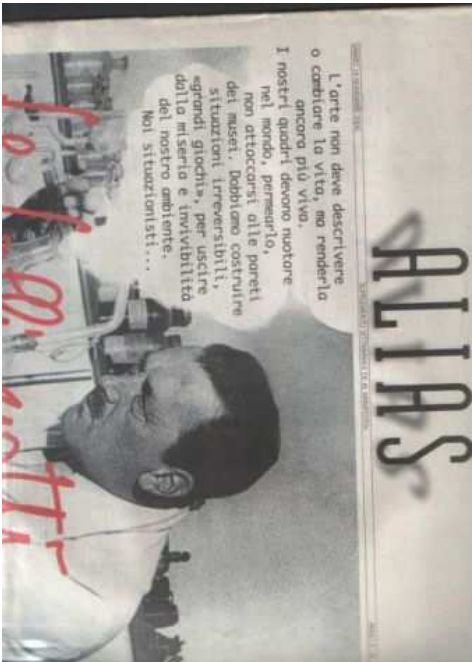 ALIAS
L'arte non deve descrivere
o cambiare la vita, ma renderla
ancora più viva.
I nostri quadri devono nuotare
nel mondo, permearlo,
non attaccarsi alle pareti
dei musei. Dobbiamo costruire
situazioni irreversibili,
«grandi giochi», per uscire
dalla miseria e invivibilità
del nostro ambiente.
Noi situazionisti...